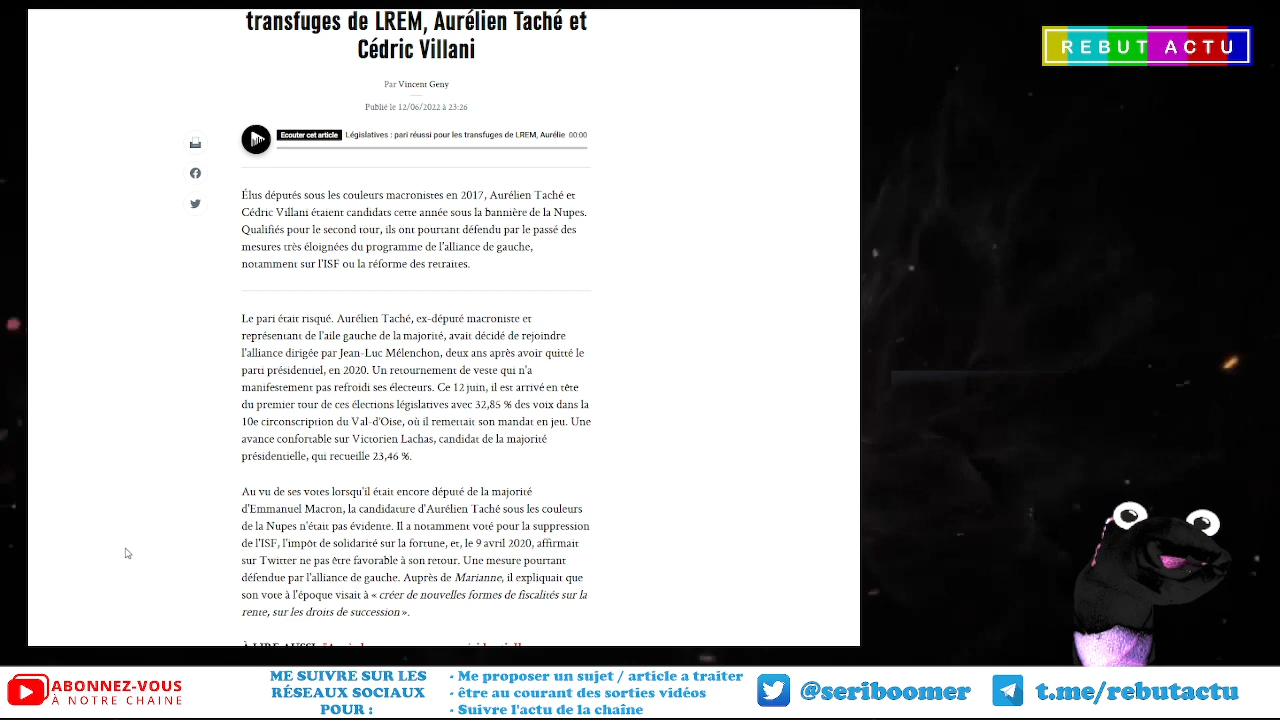 transfuges de LREM, Aurélien Taché et
Cédric Villani
Par Vincent Geny
Publié le 12/06/2022 à 23:26
Ecouter cet article Législatives : pari réussi pour les transfuges de LREM, Aurélie 00:00
Élus députés sous les couleurs macronistes en 2017, Aurélien Taché et
Cédric Villani étaient candidats cette année sous la bannière de la Nupes.
Qualifiés pour le second tour, ils ont pourtant défendu par le passé des
mesures très éloignées du programme de l'alliance de gauche,
notamment sur l'ISF ou la réforme des retraites.
Le pari était risqué. Aurélien Taché, ex-député macroniste et
représentant de l'aile gauche de la majorité, avait décidé de rejoindre
l'alliance dirigée par Jean-Luc Mélenchon, deux ans après avoir quitté le
parti présidentiel, en 2020. Un retournement de veste qui n'a
manifestement pas refroidi ses électeurs. Ce 12 juin, il est arrivé en tête
du premier tour de ces élections législatives avec 32,85 % des voix dans la
10e circonscription du Val-d'Oise, où il remettait son mandat en jeu. Une
avance confortable sur Victorien Lachas, candidat de la majorité
présidentielle, qui recueille 23,46 %.
Au vu de ses votes lorsqu'il était encore député de la majorité
d'Emmanuel Macron, la candidature d'Aurélien Taché sous les couleurs
de la Nupes n'était pas évidente. Il a notamment voté pour la suppression
de l'ISF, l'impôt de solidarité sur la fortune, et, le 9 avril 2020, affirmait
sur Twitter ne pas être favorable à son retour. Une mesure pourtant
défendue par l'alliance de gauche. Auprès de Marianne, il expliquait que
son vote à l'époque visait à « créer de nouvelles formes de fiscalités sur la
rente, sur les droits de succession ».
À LIRE AUSSI
REBUT ACTU
ABONNEZ-VOUS
À NOTRE CHAINE
ME SUIVRE SUR LES
RÉSEAUX SOCIAUX
POUR :
- Me proposer un sujet / article a traiter
- être au courant des sorties vidéos
- Suivre l'actu de la chaîne
@seriboomer
t.me/rebutactu